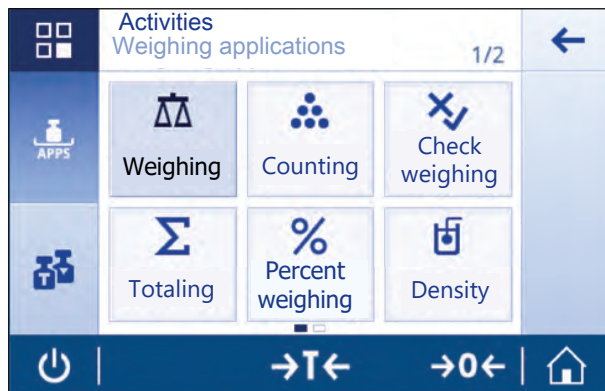 Activities
Weighing applications
1/2
APPS
Weighing
Counting
Check
weighing
T
Σ
%
Totaling
Percent
weighing
Density
→T←
→0←